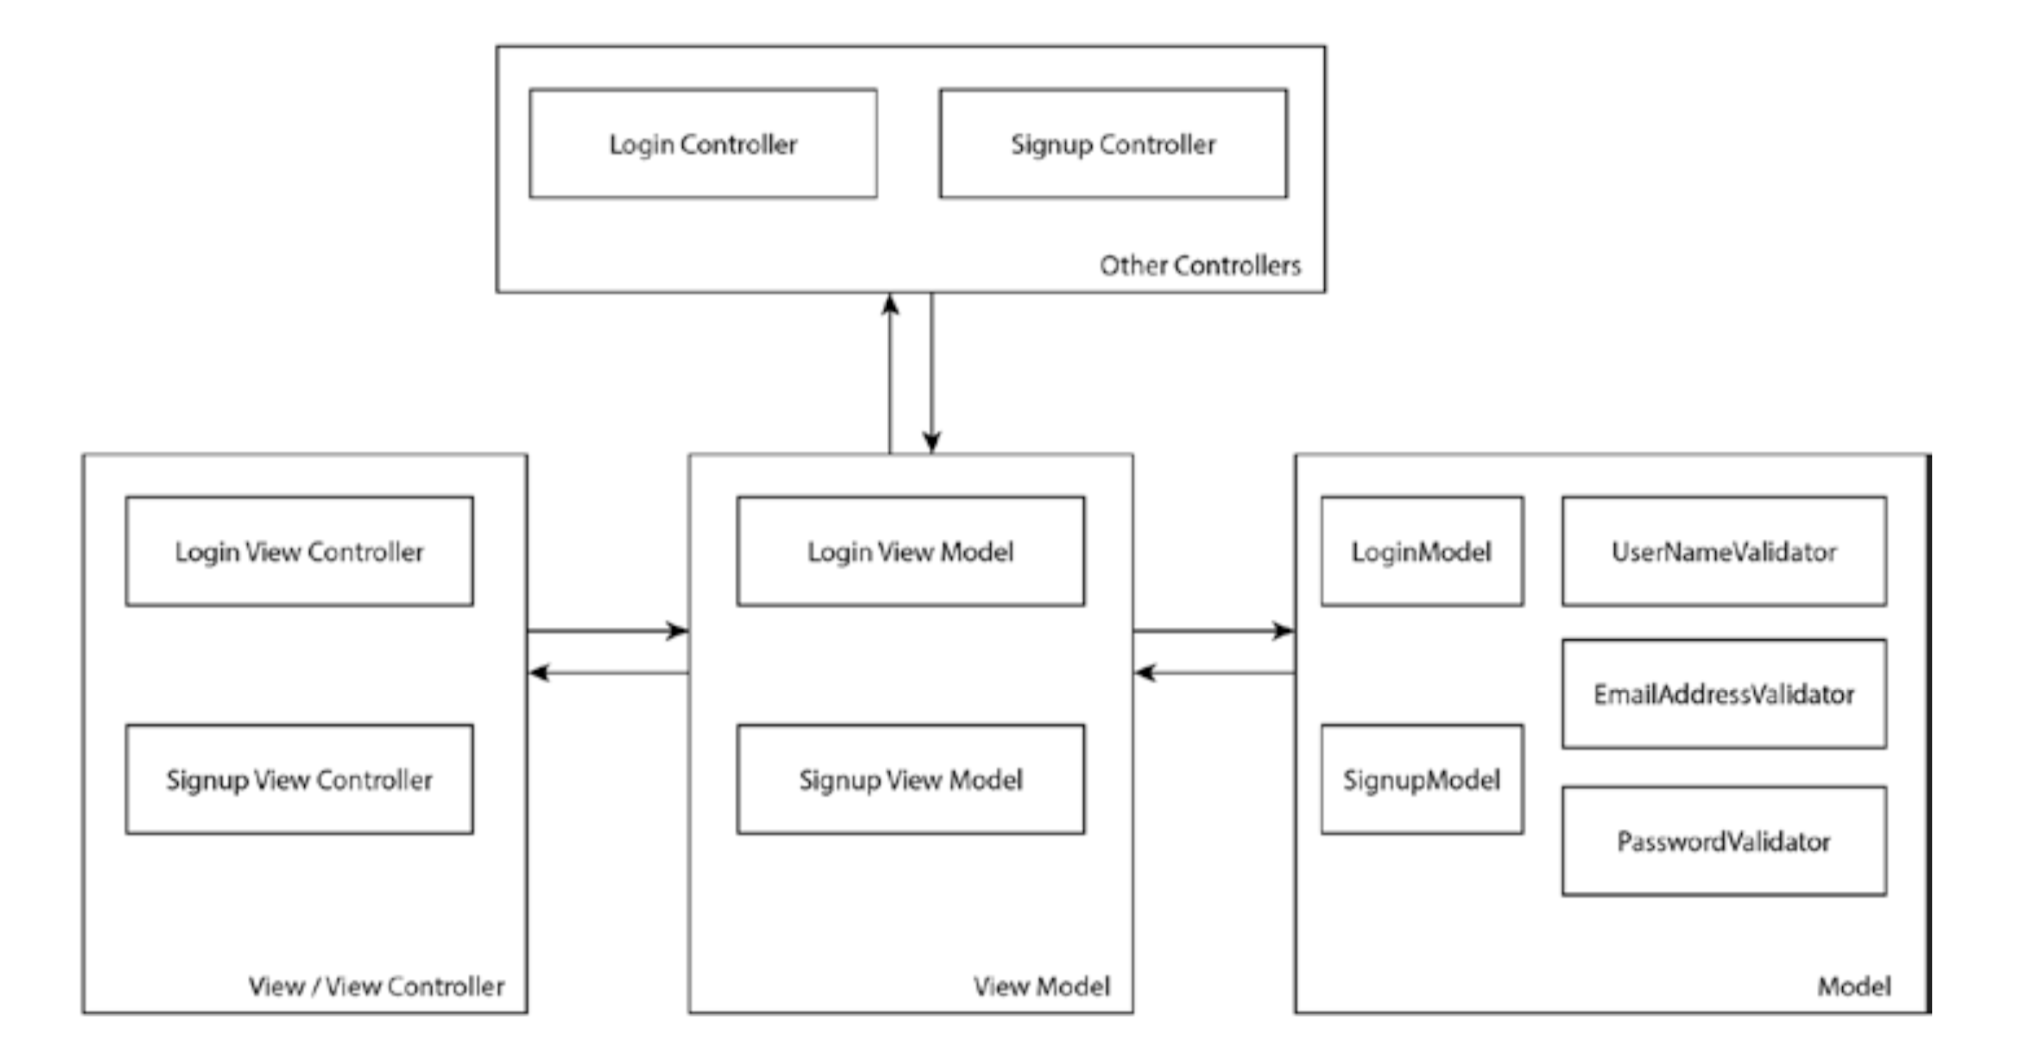 Login Controller
Signup Controller
Other Controllers
Login View Controller
Signup View Controller
View / View Controller
Login View Model
Signup View Model
View Model
LoginModel
UserNameValidator
EmailAddressValidator
SignupModel
PasswordValidator
Model